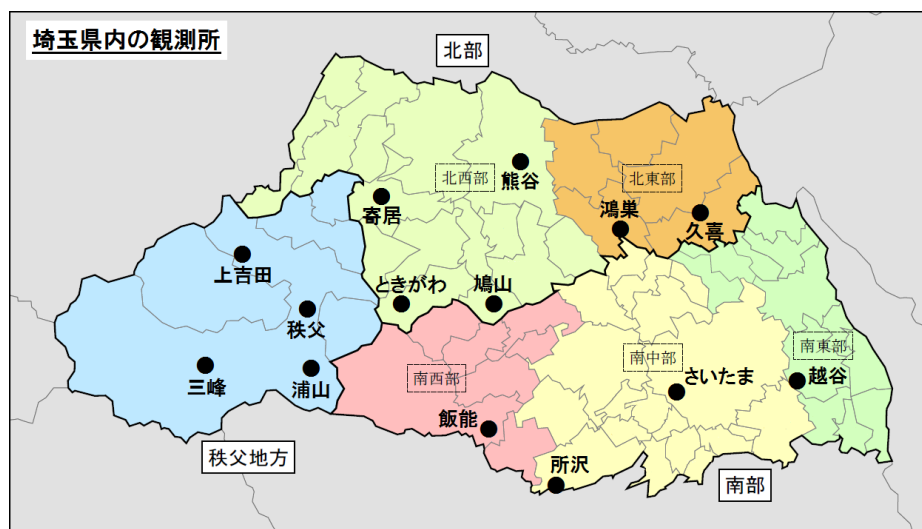 埼玉県内の観測所
北部
熊谷
北西部
北東部
寄居
鴻巣
久喜
上吉田
ときがわ
鳩山
秩父
南西部
南中部
南東部
三峰
浦山
さいたま
越谷
飯能
秩父地方
所沢
南部